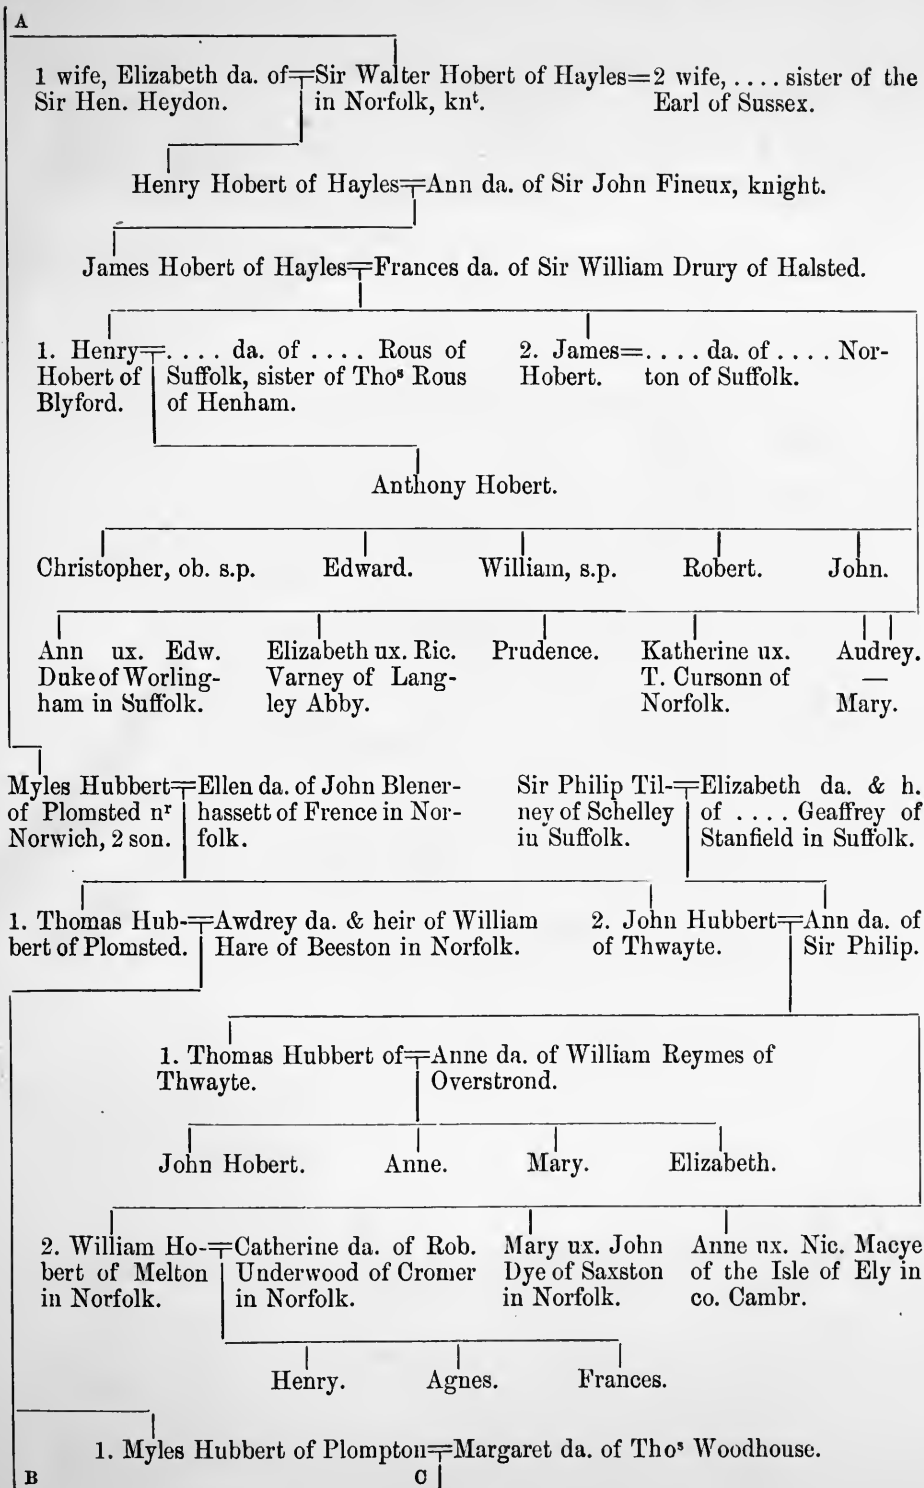 A
1 wife, Elizabeth da. of=Sir Walter Hobert of Hayles=2 wife, .... sister of the
Sir Hen. Heydon. in Norfolk, knᵗ. Earl of Sussex.
Henry Hobert of Hayles=Ann da. of Sir John Fineux, knight.
James Hobert of Hayles=Frances da. of Sir William Drury of Halsted.
1. Henry=.... da. of .... Rous of 2. James=.... da. of .... Nor-
Hobert of Suffolk, sister of Thoˢ Rous Hobert. ton of Suffolk.
Blyford. of Henham.
Anthony Hobert.
Christopher, ob. s.p. Edward. William, s.p. Robert. John.
Ann ux. Edw. Elizabeth ux. Ric. Prudence. Katherine ux. Audrey.
Duke of Worling- Varney of Lang- T. Cursonn of —
ham in Suffolk. ley Abby. Norfolk. Mary.
Myles Hubbert=Ellen da. of John Blener- Sir Philip Til-=Elizabeth da. & h.
of Plomsted nʳ hassett of Frence in Nor- ney of Schelley of .... Geaffrey of
Norwich, 2 son. folk. iu Suffolk. Stanfield in Suffolk.
1. Thomas Hub-=Awdrey da. & heir of William 2. John Hubbert=Ann da. of
bert of Plomsted. Hare of Beeston in Norfolk. of Thwayte. Sir Philip.
1. Thomas Hubbert of=Anne da. of William Reymes of
Thwayte. Overstrond.
John Hobert. Anne. Mary. Elizabeth.
2. William Ho-=Catherine da. of Rob. Mary ux. John Anne ux. Nic. Macye
bert of Melton Underwood of Cromer Dye of Saxston of the Isle of Ely in
in Norfolk. in Norfolk. in Norfolk. co. Cambr.
Henry. Agnes. Frances.
1. Myles Hubbert of Plompton=Margaret da. of Thoˢ Woodhouse.
B C